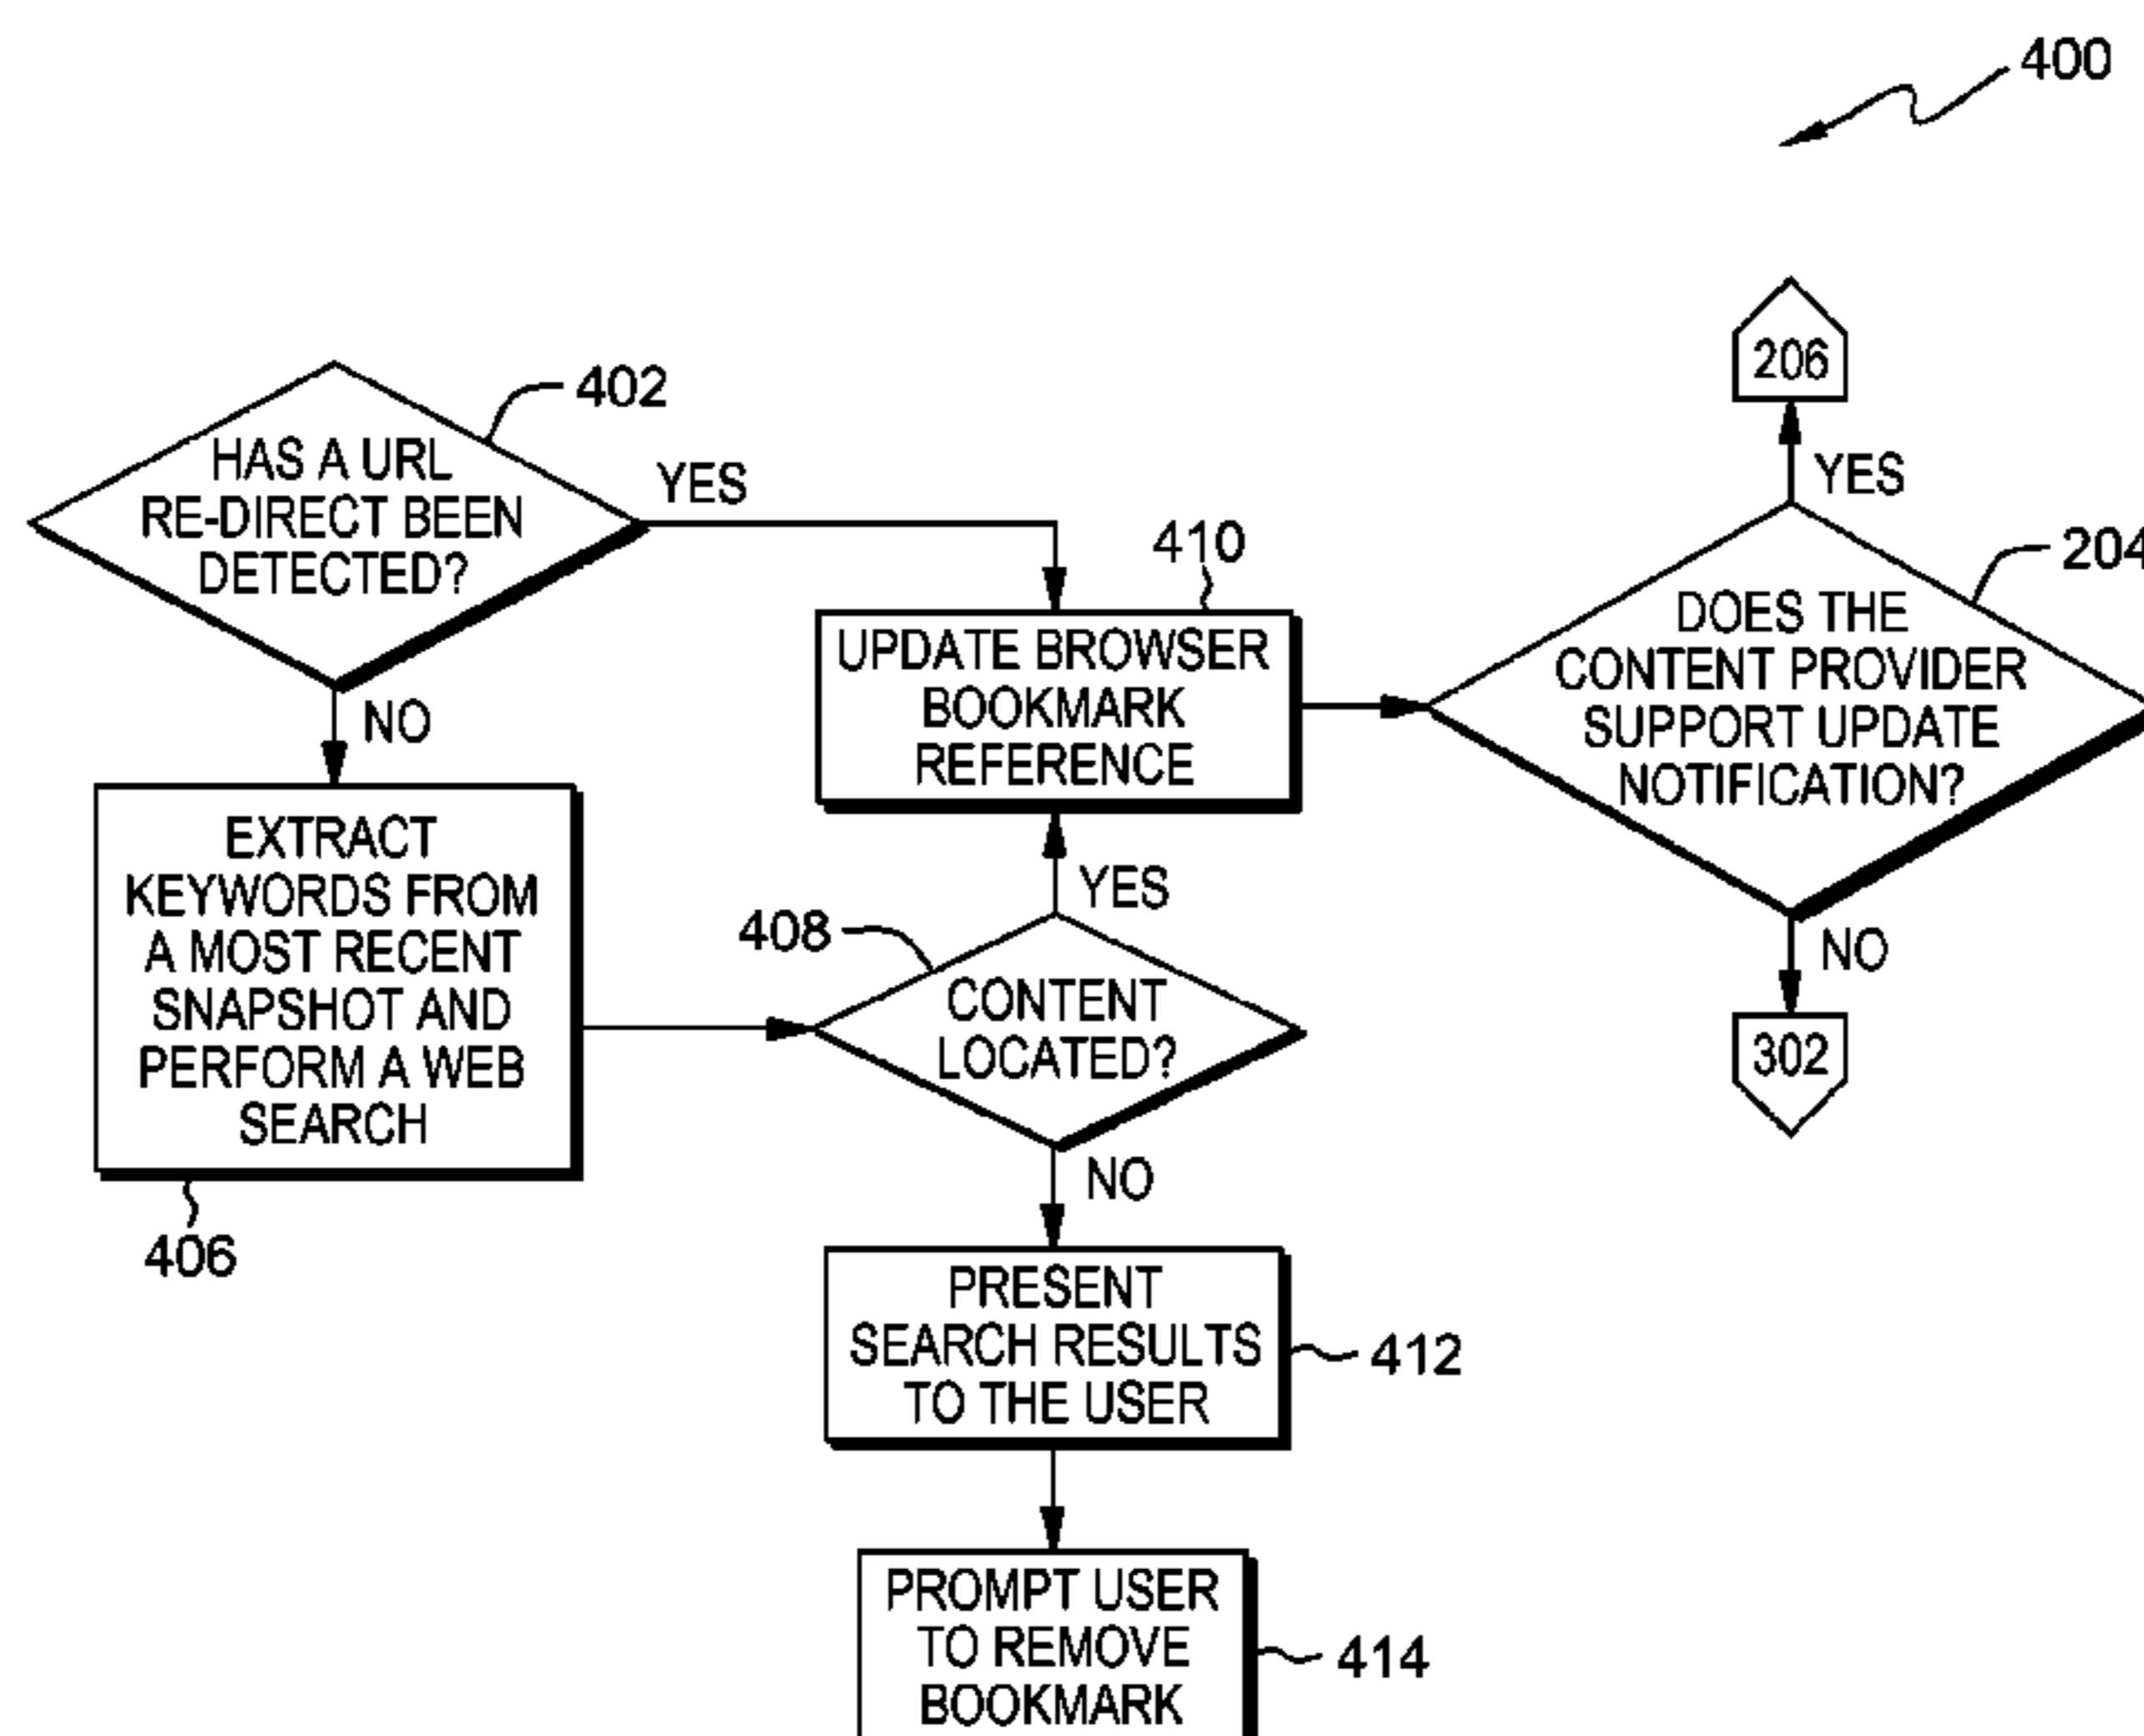 400
402
HAS A URL
RE-DIRECT BEEN
DETECTED?
YES
NO
EXTRACT
KEYWORDS FROM
A MOST RECENT
SNAPSHOT AND
PERFORM A WEB
SEARCH
406
410
UPDATE BROWSER
BOOKMARK
REFERENCE
YES
408
CONTENT
LOCATED?
NO
PRESENT
SEARCH RESULTS
TO THE USER
412
PROMPT USER
TO REMOVE
BOOKMARK
414
206
YES
204
DOES THE
CONTENT PROVIDER
SUPPORT UPDATE
NOTIFICATION?
NO
302